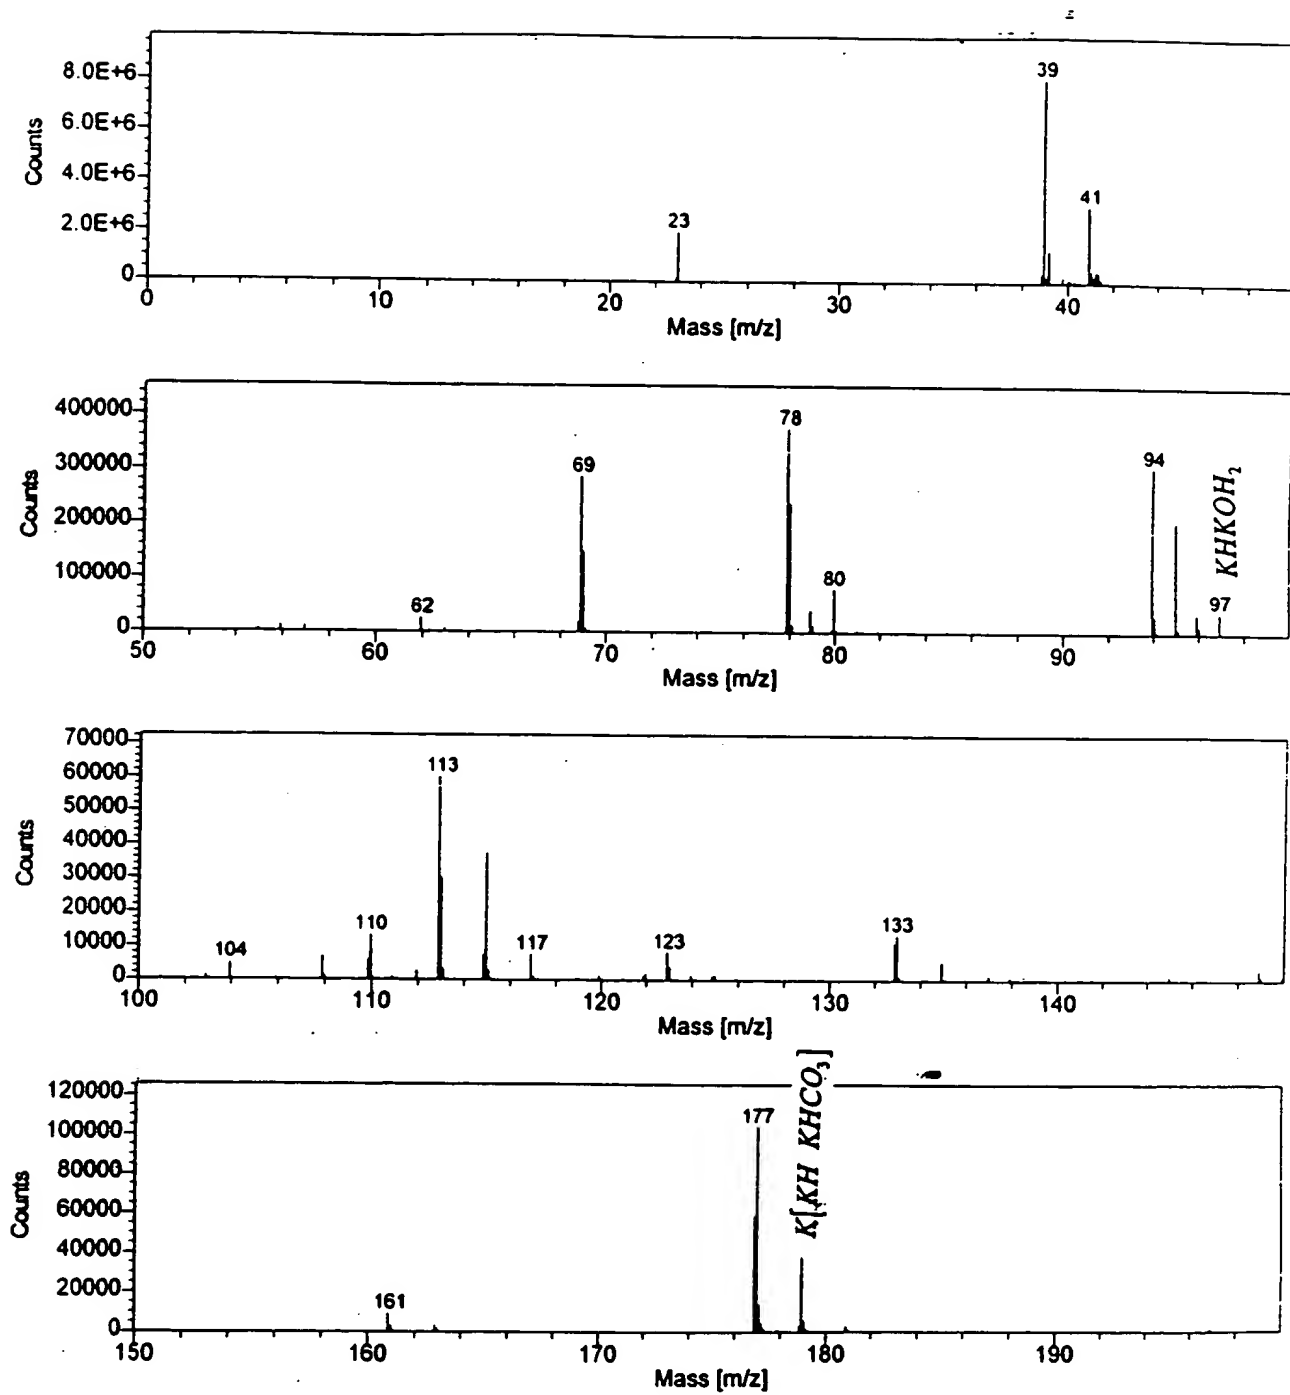 8.0E+6
6.0E+6
4.0E+6
2.0E+6
0
Counts
23
39
41
0 10 20 30 40
Mass [m/z]
400000
300000
200000
100000
0
Counts
62
69
78
80
94
97
KHKOH₂
50 60 70 80 90
Mass [m/z]
70000
60000
50000
40000
30000
20000
10000
0
Counts
104
110
113
117
123
133
100 110 120 130 140
Mass [m/z]
120000
100000
80000
60000
40000
20000
0
Counts
161
177
K[KH KHCO₃]
150 160 170 180 190
Mass [m/z]